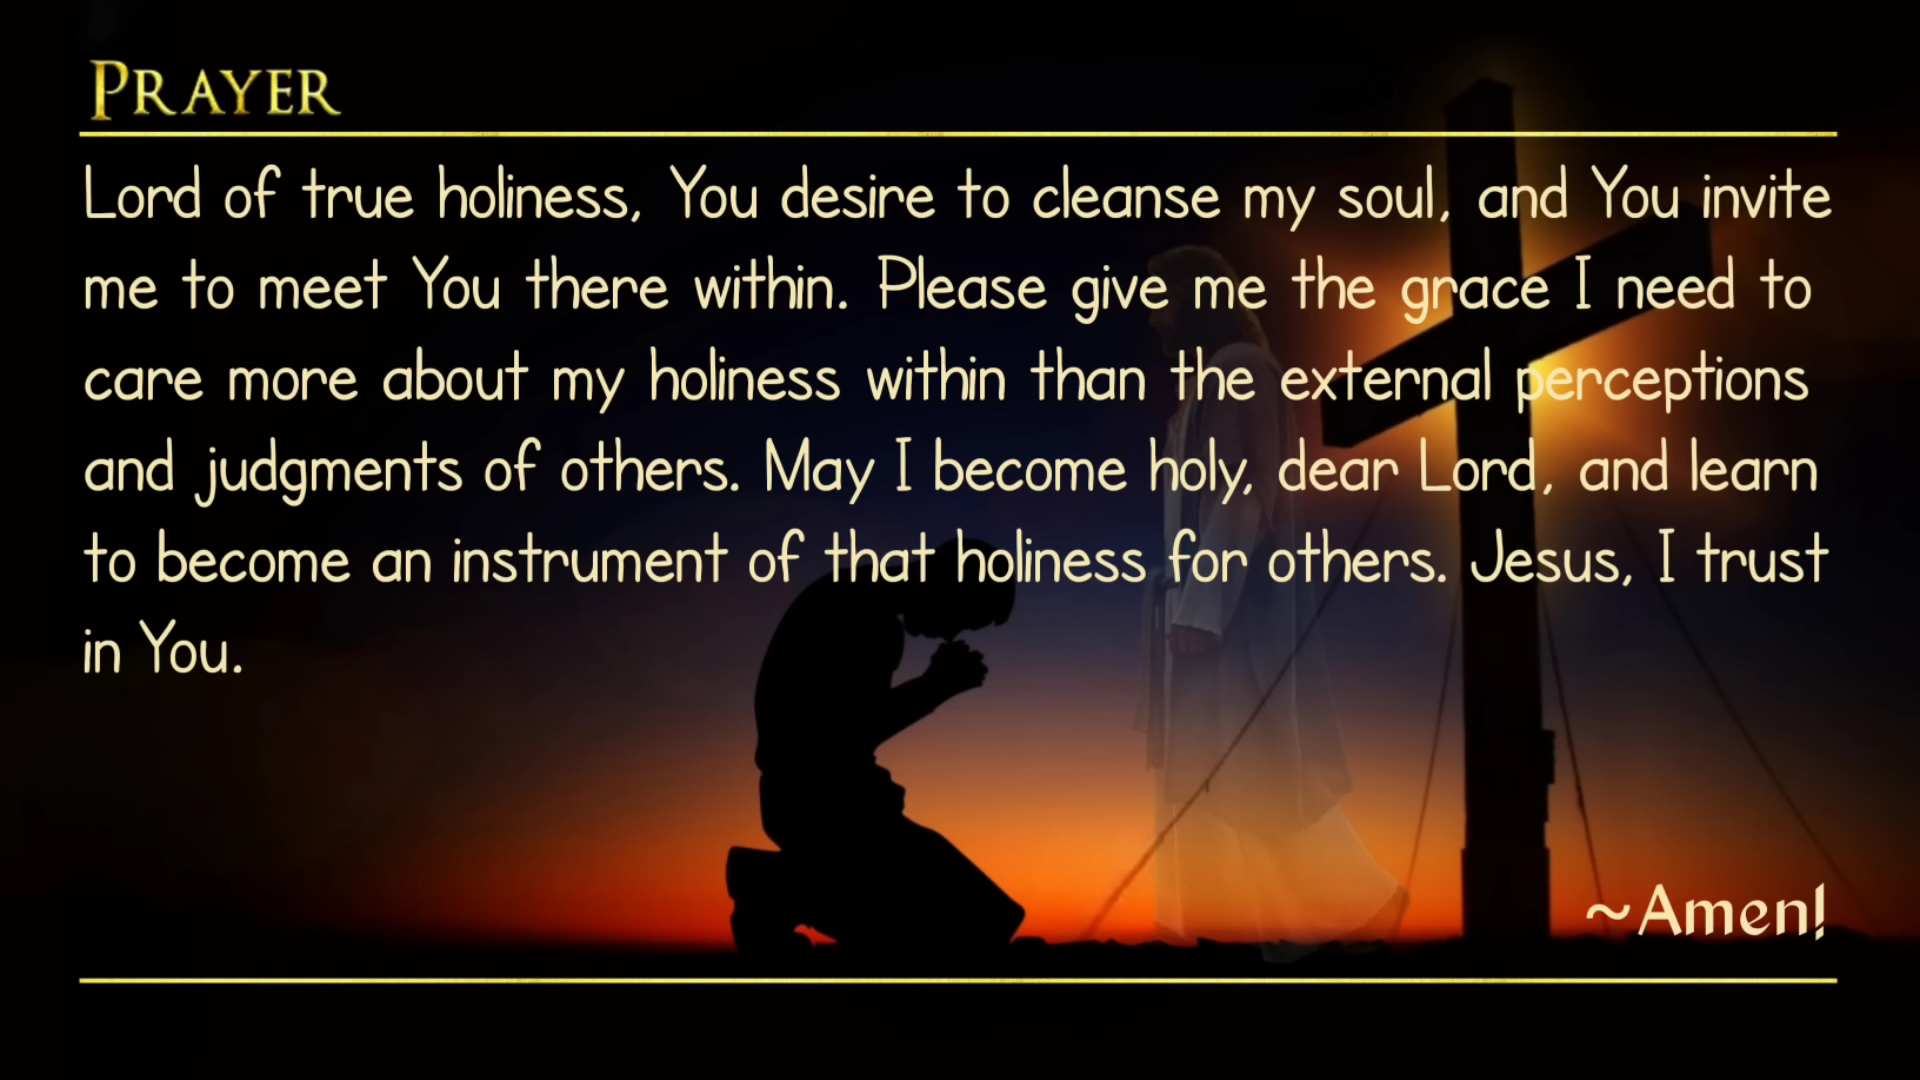 PRAYER
Lord of true holiness, You desire to cleanse my soul, and You invite
me to meet You there within. Please give me the grace I need to
care more about my holiness within than the external perceptions
and judgments of others. May I become holy, dear Lord, and learn
to become an instrument of that holiness for others. Jesus, I trust
in You.
~Amen!